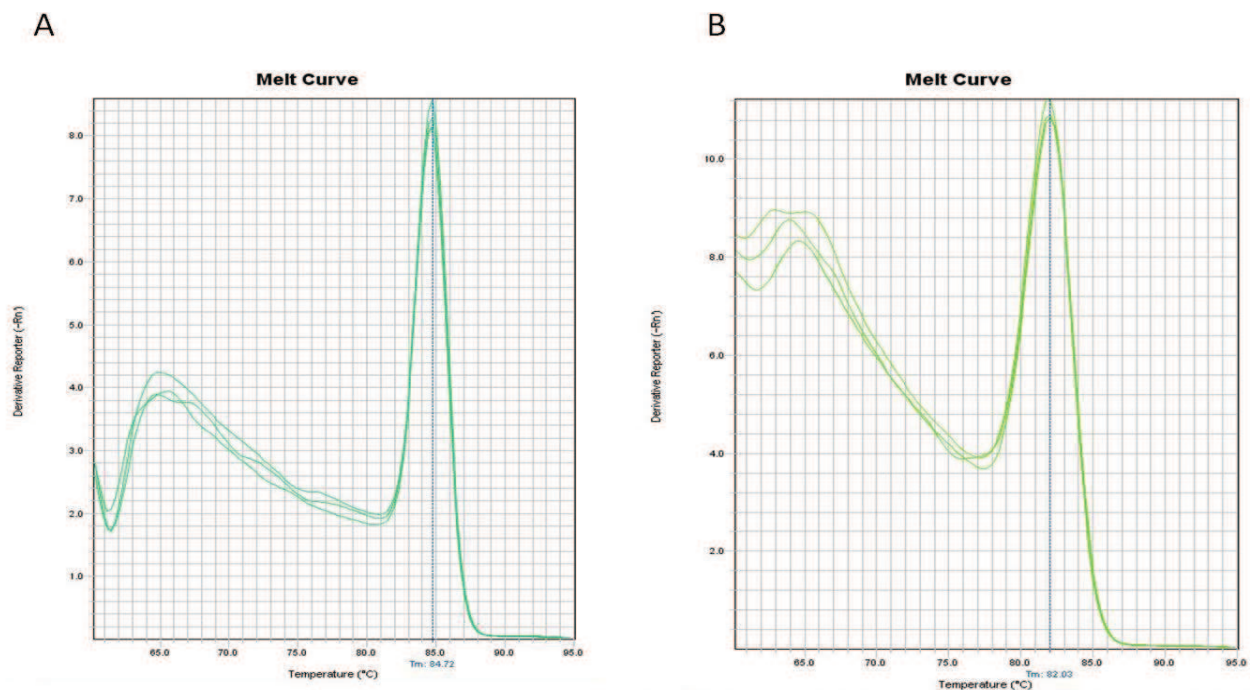 A
B
Melt Curve
Melt Curve
8.0
7.0
6.0
5.0
4.0
3.0
2.0
1.0
Derivative Reporter (-Rn)
65.0 70.0 75.0 80.0 85.0 90.0 95.0
Tm: 84.72
Temperature (°C)
10.0
8.0
6.0
4.0
2.0
Derivative Reporter (-Rn)
65.0 70.0 75.0 80.0 85.0 90.0 95.0
Tm: 82.03
Temperature (°C)